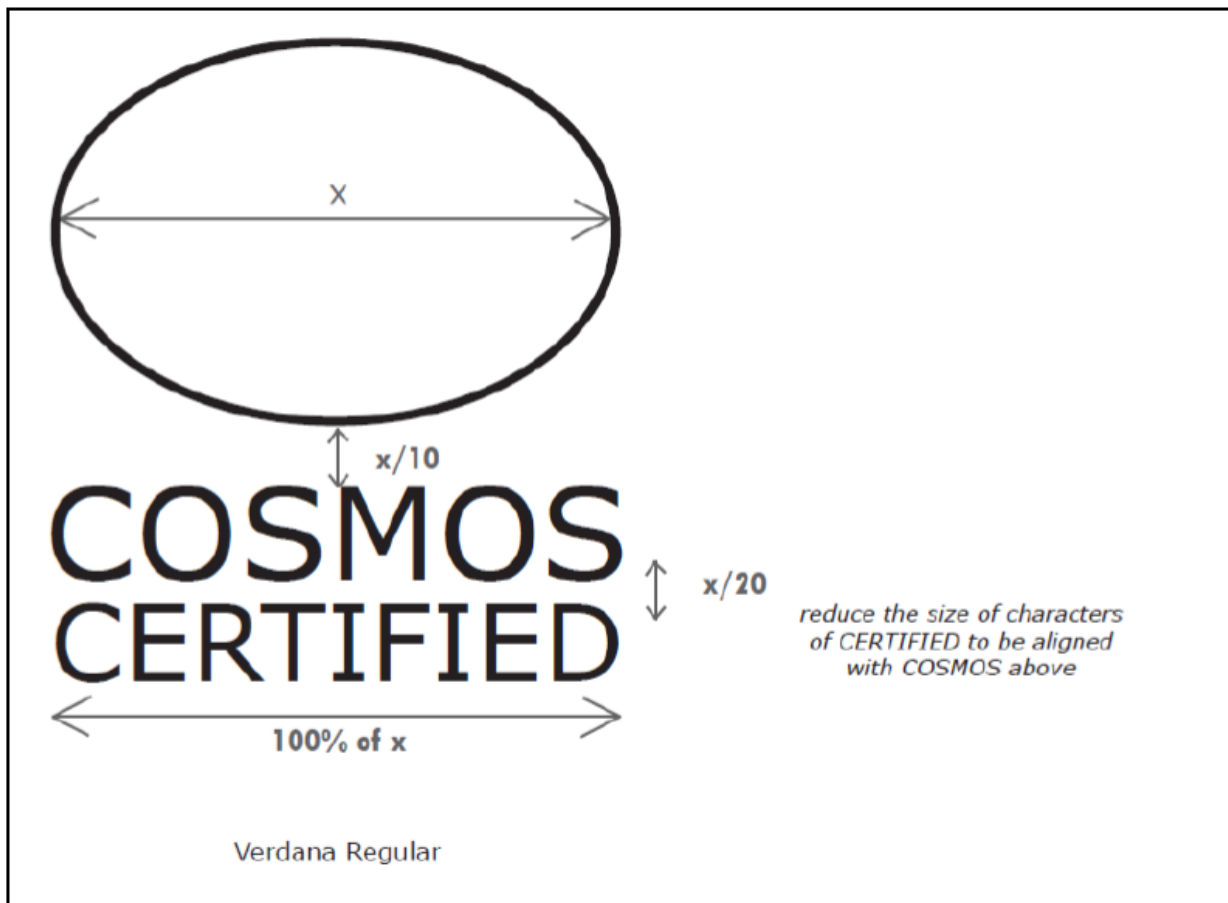 X
x/10
COSMOS
x/20
CERTIFIED
reduce the size of characters
of CERTIFIED to be aligned
with COSMOS above
100% of x
Verdana Regular